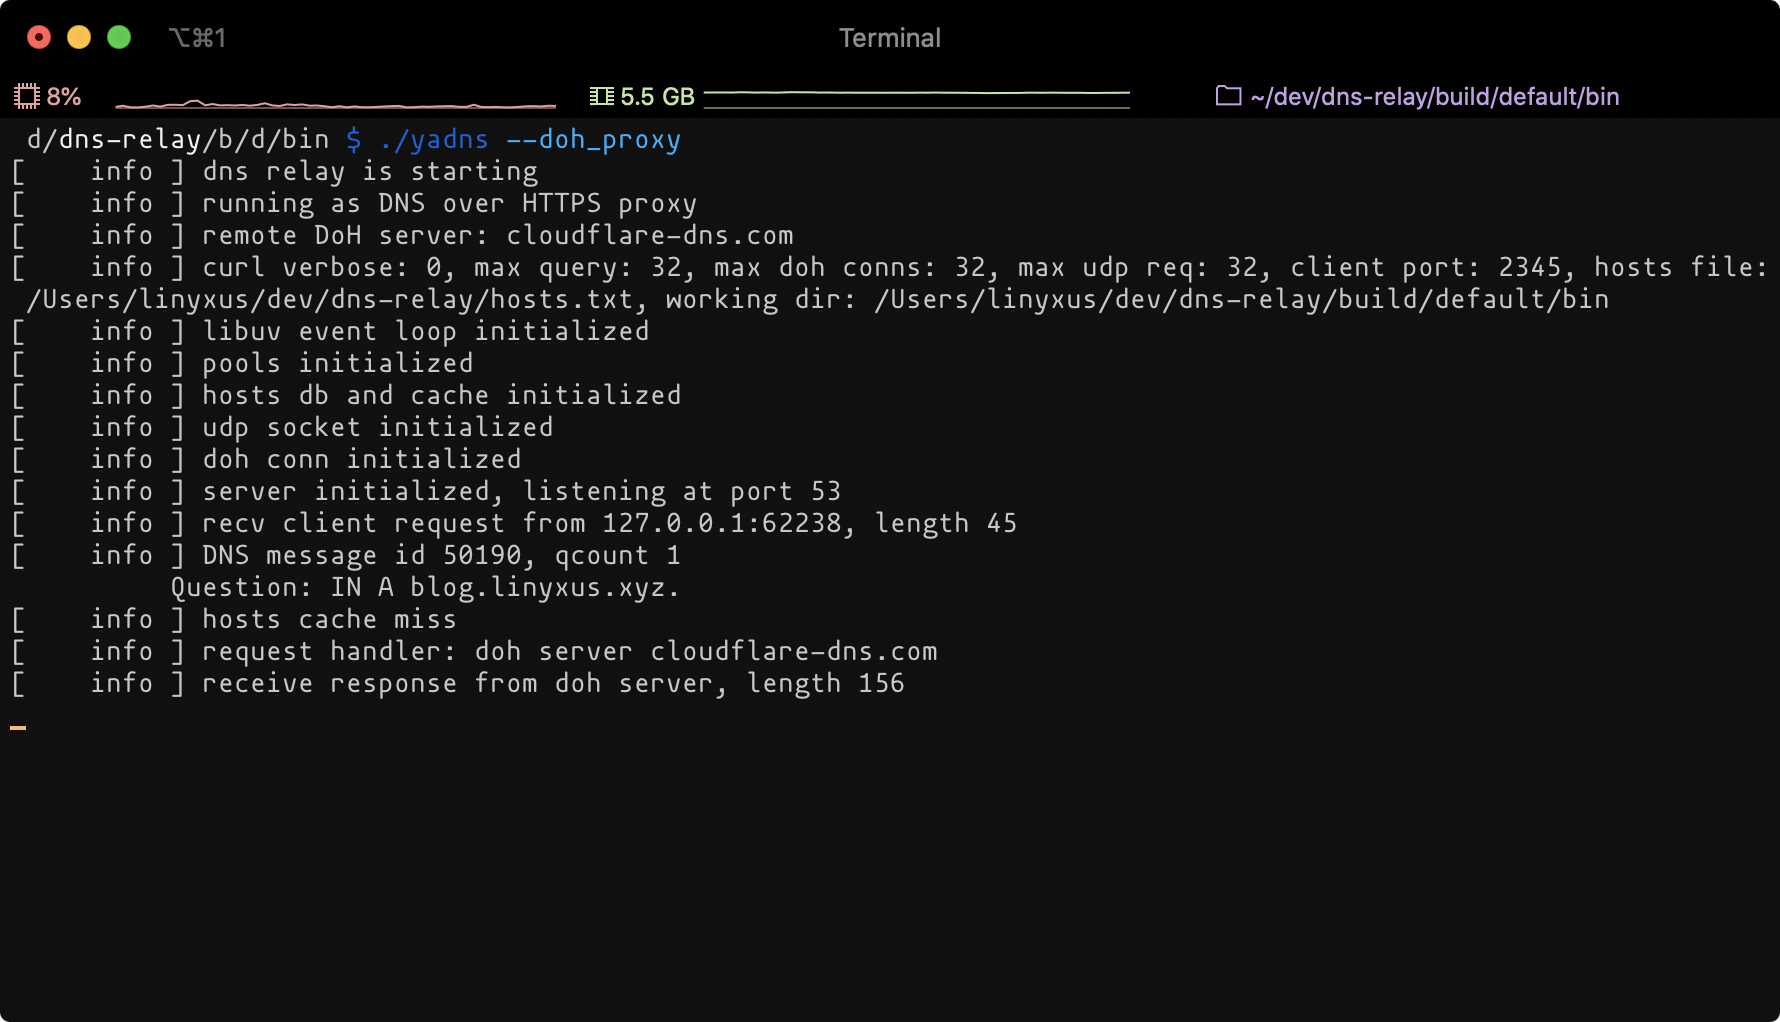 ⌥⌘1
Terminal
8%
5.5 GB
~/dev/dns-relay/build/default/bin
d/dns-relay/b/d/bin $ ./yadns --doh_proxy
[    info ] dns relay is starting
[    info ] running as DNS over HTTPS proxy
[    info ] remote DoH server: cloudflare-dns.com
[    info ] curl verbose: 0, max query: 32, max doh conns: 32, max udp req: 32, client port: 2345, hosts file:
/Users/linyxus/dev/dns-relay/hosts.txt, working dir: /Users/linyxus/dev/dns-relay/build/default/bin
[    info ] libuv event loop initialized
[    info ] pools initialized
[    info ] hosts db and cache initialized
[    info ] udp socket initialized
[    info ] doh conn initialized
[    info ] server initialized, listening at port 53
[    info ] recv client request from 127.0.0.1:62238, length 45
[    info ] DNS message id 50190, qcount 1
Question: IN A blog.linyxus.xyz.
[    info ] hosts cache miss
[    info ] request handler: doh server cloudflare-dns.com
[    info ] receive response from doh server, length 156